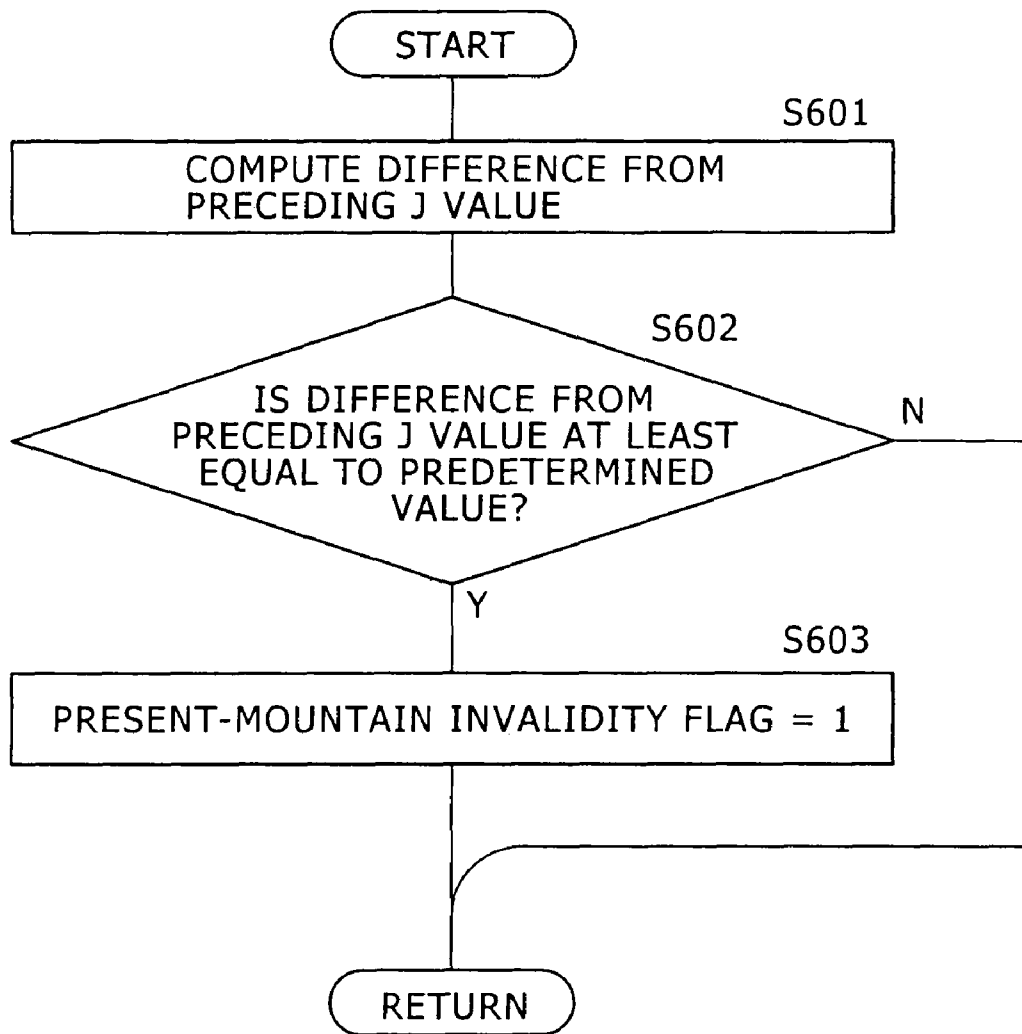 START
S601
COMPUTE DIFFERENCE FROM
PRECEDING J VALUE
S602
IS DIFFERENCE FROM
PRECEDING J VALUE AT LEAST
EQUAL TO PREDETERMINED
VALUE?
N
Y
S603
PRESENT-MOUNTAIN INVALIDITY FLAG = 1
RETURN